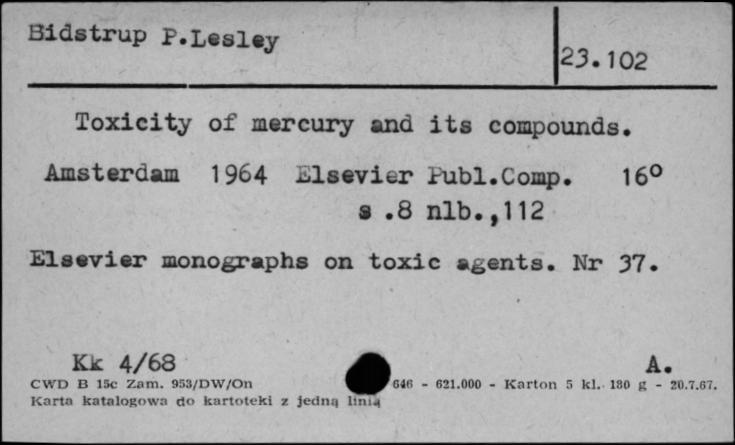 Bidstrup P.Lesley
23.102
Toxicity of mercury and its compounds.
Amsterdam 1964 Elsevier Publ.Comp. 16º
s .8 nlb.,112
Elsevier monographs on toxic agents. Nr 37.
Kk 4/68 A.
CWD B 15c Zam. 953/DW/On 646 - 621.000 - Karton 5 kl. 180 g - 20.7.67.
Karta katalogowa do kartoteki z jedną linią